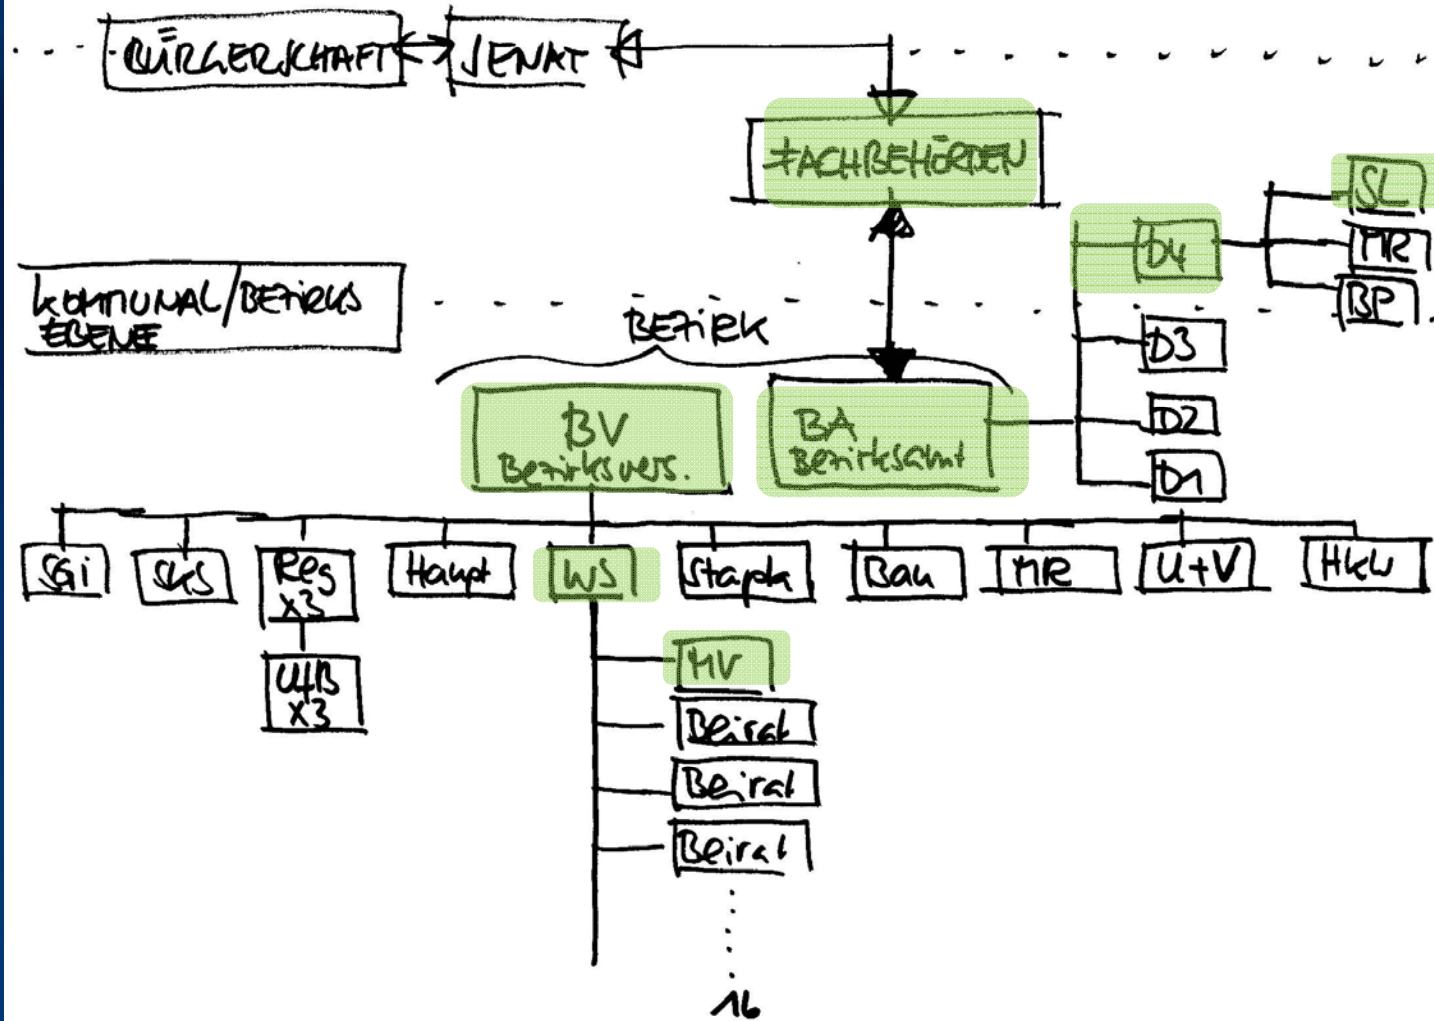 BÜRGERSCHAFT
SENAT
FACHBEHÖRDEN
SL
D4
MR
BP
KOMMUNAL/BEZIRKS
EBENE
BEZIRK
D3
BV
Bezirksvers.
BA
Bezirksamt
D2
D1
SGi
SKS
Reg
X3
Haupt
WS
Stapla
Bau
MR
U+V
HKW
U+B
X3
MV
Beirat
Beirat
Beirat
16